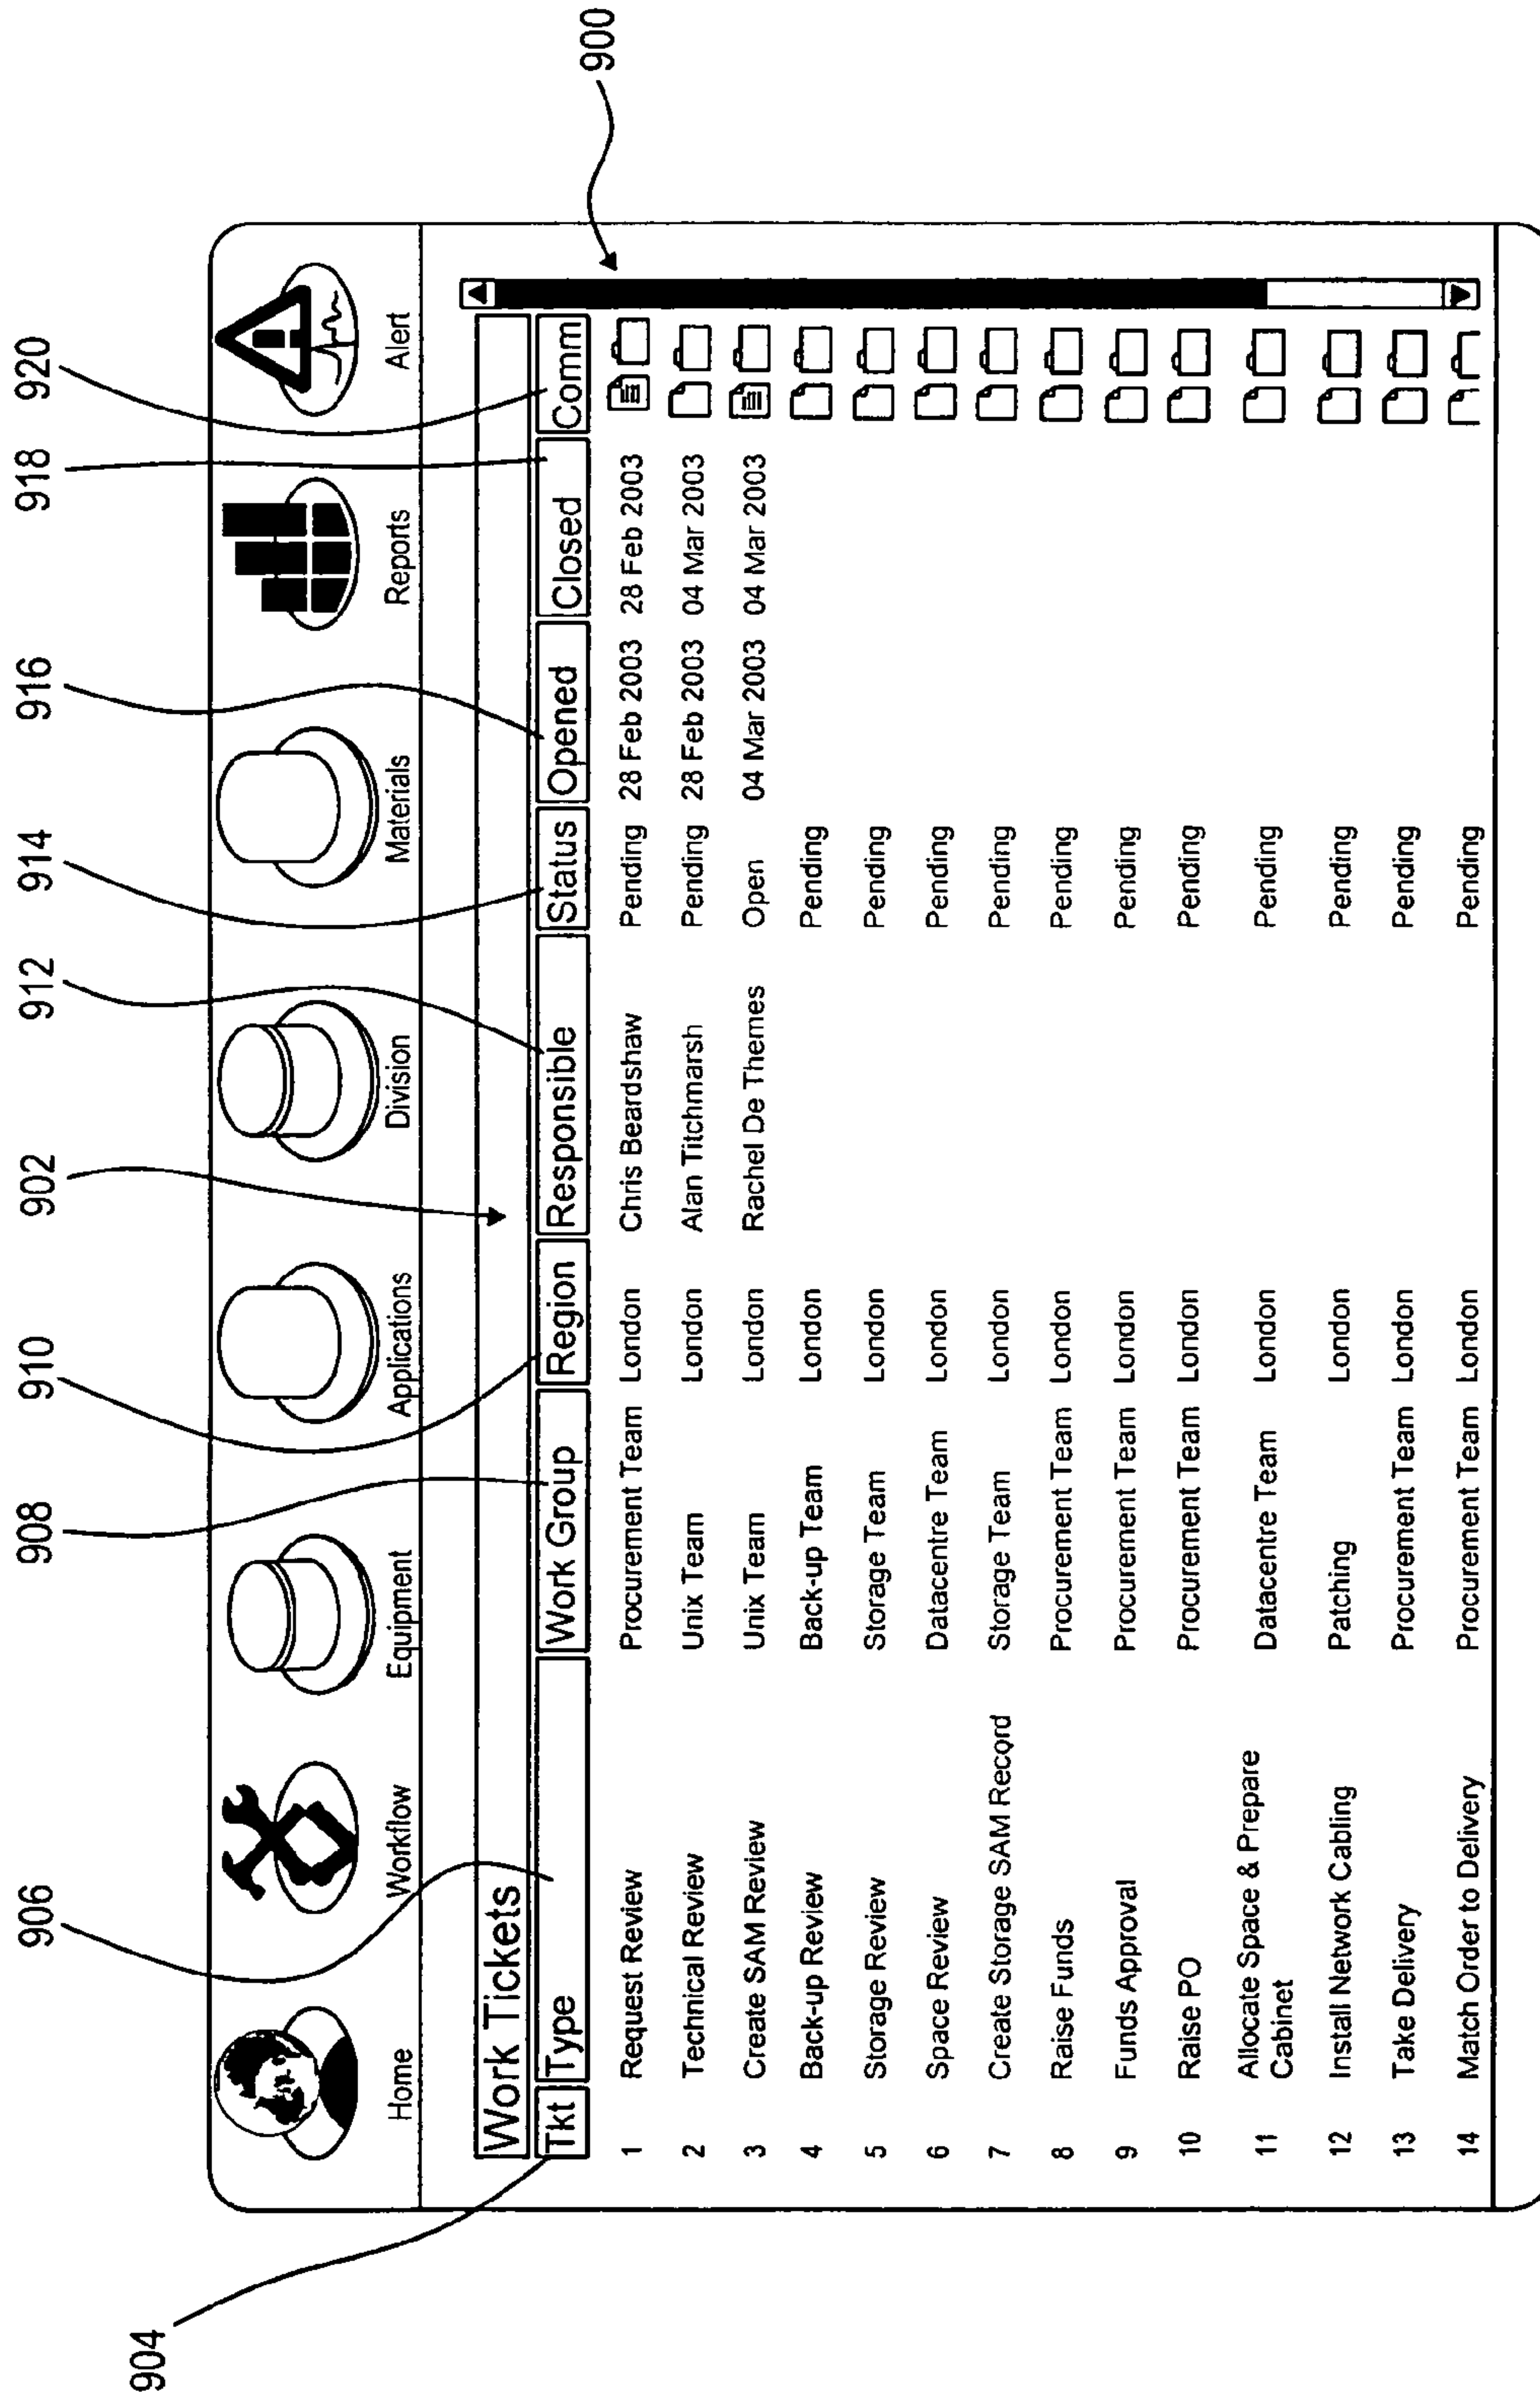 904 906 908 910 902 912 914 916 918 920
900
Home Workflow Equipment Applications Division Materials Reports Alert
Work Tickets
Tkt Type Work Group Region Responsible Status Opened Closed Comm
1 Request Review Procurement Team London Chris Beardshaw Pending 28 Feb 2003 28 Feb 2003
2 Technical Review Unix Team London Alan Titchmarsh Pending 28 Feb 2003 04 Mar 2003
3 Create SAM Review Unix Team London Rachel De Themes Open 04 Mar 2003 04 Mar 2003
4 Back-up Review Back-up Team London Pending
5 Storage Review Storage Team London Pending
6 Space Review Datacentre Team London Pending
7 Create Storage SAM Record Storage Team London Pending
8 Raise Funds Procurement Team London Pending
9 Funds Approval Procurement Team London Pending
10 Raise PO Procurement Team London Pending
11 Allocate Space & Prepare Datacentre Team London Pending
Cabinet
12 Install Network Cabling Patching London Pending
13 Take Delivery Procurement Team London Pending
14 Match Order to Delivery Procurement Team London Pending